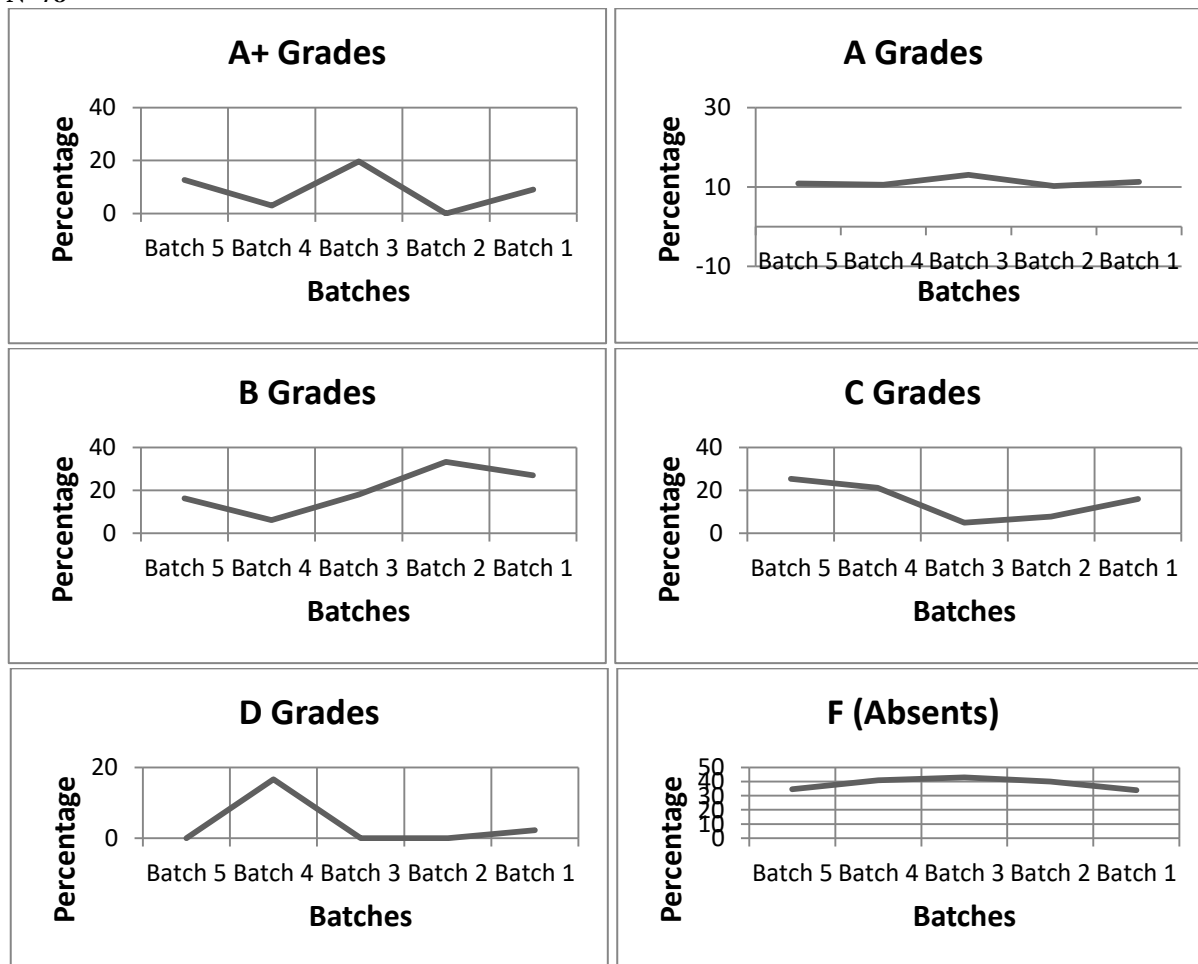 A+ Grades
Percentage
40
20
0
Batch 5 Batch 4 Batch 3 Batch 2 Batch 1
Batches
A Grades
Percentage
30
10
-10
Batch 5 Batch 4 Batch 3 Batch 2 Batch 1
Batches
B Grades
Percentage
40
20
0
Batch 5 Batch 4 Batch 3 Batch 2 Batch 1
Batches
C Grades
Percentage
40
20
0
Batch 5 Batch 4 Batch 3 Batch 2 Batch 1
Batches
D Grades
Percentage
20
0
Batch 5 Batch 4 Batch 3 Batch 2 Batch 1
Batches
F (Absents)
Percentage
50
40
30
20
10
0
Batch 5 Batch 4 Batch 3 Batch 2 Batch 1
Batches